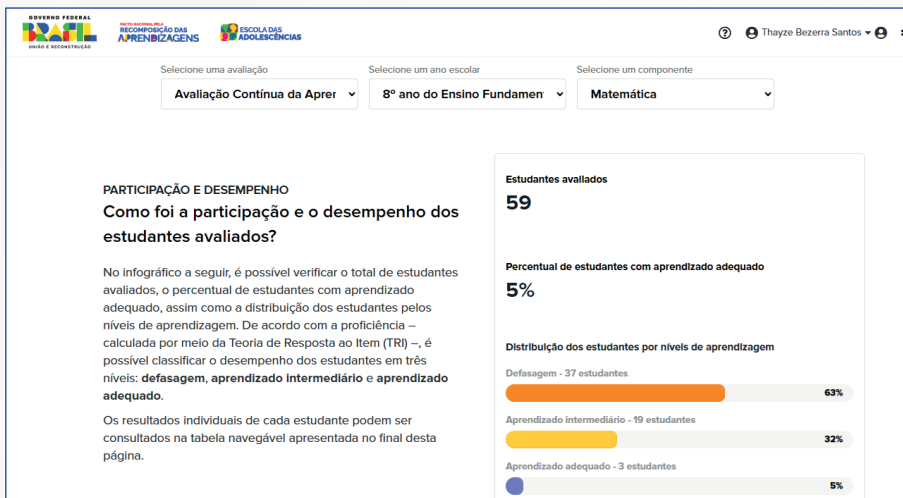 GOVERNO FEDERAL
BRASIL
UNIÃO E RECONSTRUÇÃO
PACTO NACIONAL PELA
RECOMPOSIÇÃO DAS
APRENDIZAGENS
ESCOLA DAS
ADOLESCÊNCIAS
Thayze Bezerra Santos
Selecione uma avaliação
Selecione um ano escolar
Selecione um componente
Avaliação Contínua da Apren
8º ano do Ensino Fundamen
Matemática
PARTICIPAÇÃO E DESEMPENHO
Como foi a participação e o desempenho dos
estudantes avaliados?
No infográfico a seguir, é possível verificar o total de estudantes
avaliados, o percentual de estudantes com aprendizado
adequado, assim como a distribuição dos estudantes pelos
níveis de aprendizagem. De acordo com a proficiência –
calculada por meio da Teoria de Resposta ao Item (TRI) –, é
possível classificar o desempenho dos estudantes em três
níveis: defasagem, aprendizado intermediário e aprendizado
adequado.
Os resultados individuais de cada estudante podem ser
consultados na tabela navegável apresentada no final desta
página.
Estudantes avaliados
59
Percentual de estudantes com aprendizado adequado
5%
Distribuição dos estudantes por níveis de aprendizagem
Defasagem - 37 estudantes
63%
Aprendizado intermediário - 19 estudantes
32%
Aprendizado adequado - 3 estudantes
5%